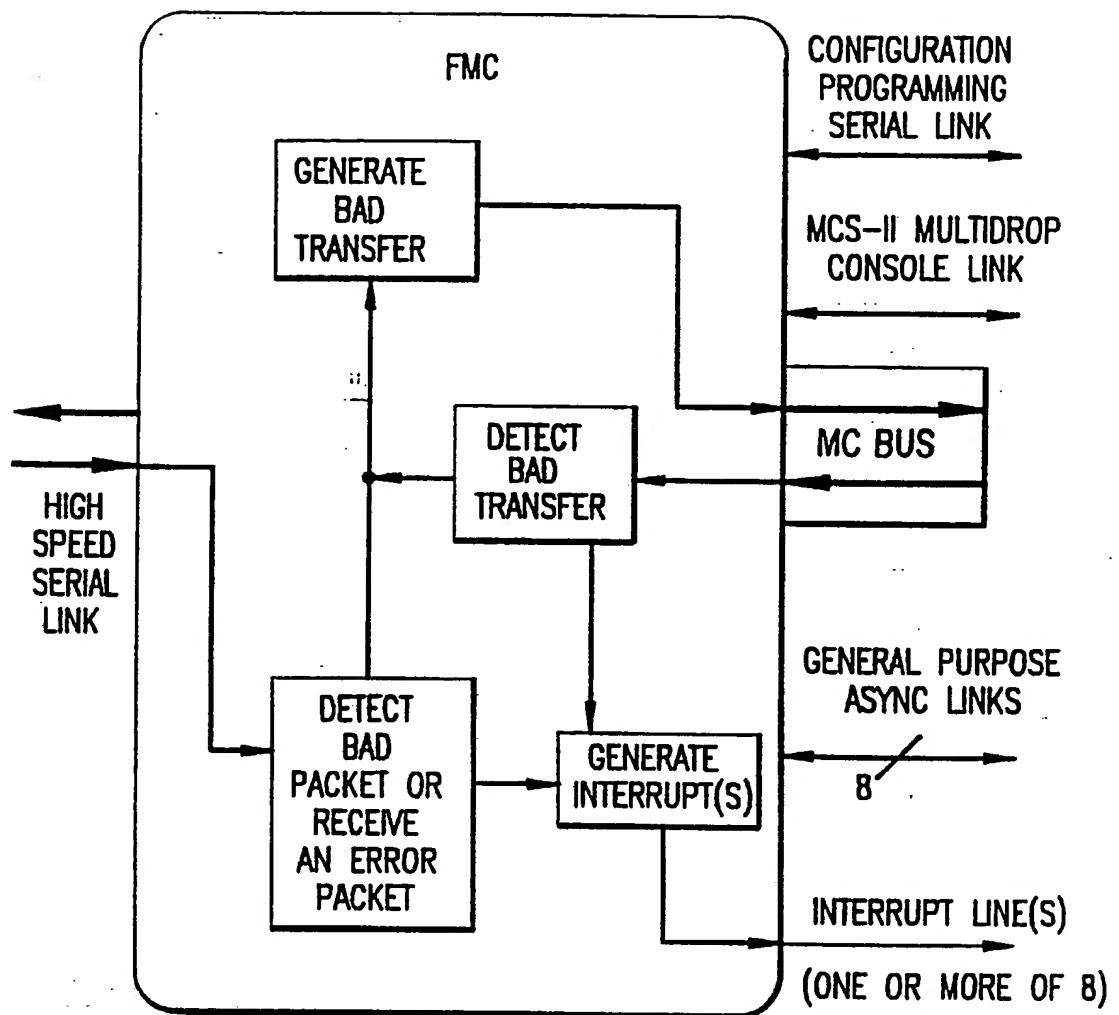 FMC
GENERATE
BAD
TRANSFER
DETECT
BAD
TRANSFER
DETECT
BAD
PACKET OR
RECEIVE
AN ERROR
PACKET
GENERATE
INTERRUPT(S)
HIGH
SPEED
SERIAL
LINK
CONFIGURATION
PROGRAMMING
SERIAL LINK
MCS-II MULTIDROP
CONSOLE LINK
MC BUS
GENERAL PURPOSE
ASYNC LINKS
8
INTERRUPT LINE(S)
(ONE OR MORE OF 8)